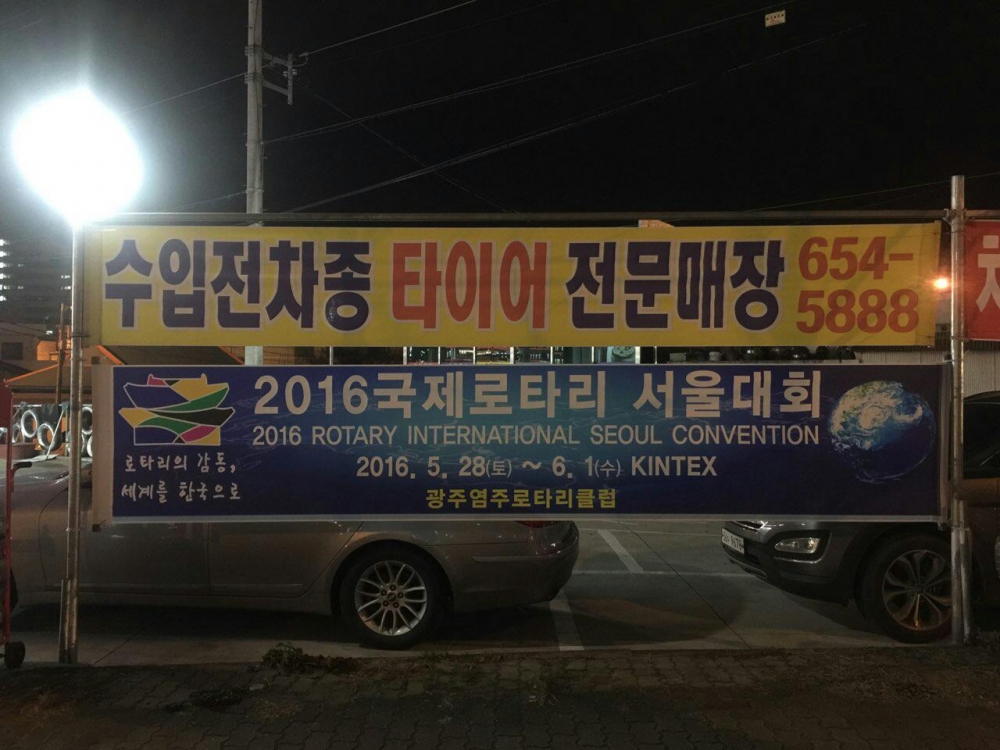 수입전차종 타이어 전문매장 654-
5888
2016국제로타리 서울대회
2016 ROTARY INTERNATIONAL SEOUL CONVENTION
로타리의 감동,
세계를 한국으로
2016. 5. 28(토) ~ 6. 1(수) KINTEX
광주염주로타리클럽